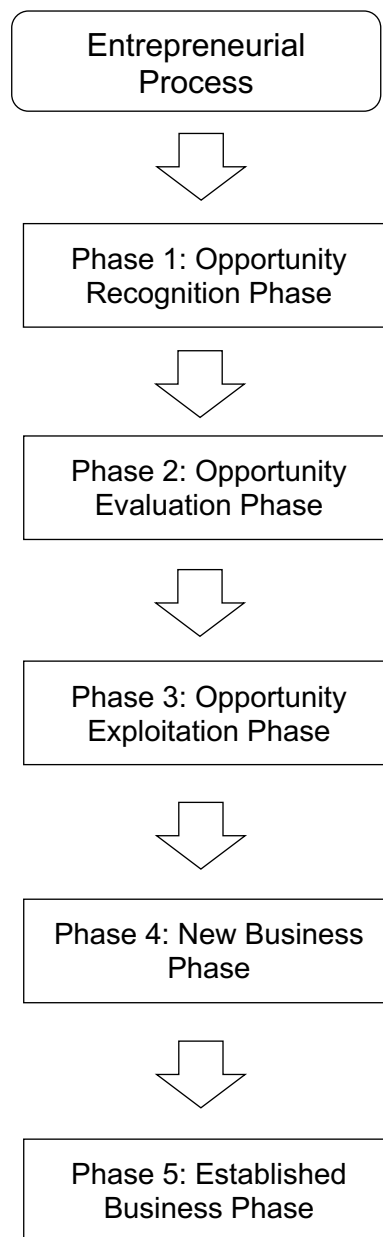 Entrepreneurial
Process
Phase 1: Opportunity
Recognition Phase
Phase 2: Opportunity
Evaluation Phase
Phase 3: Opportunity
Exploitation Phase
Phase 4: New Business
Phase
Phase 5: Established
Business Phase